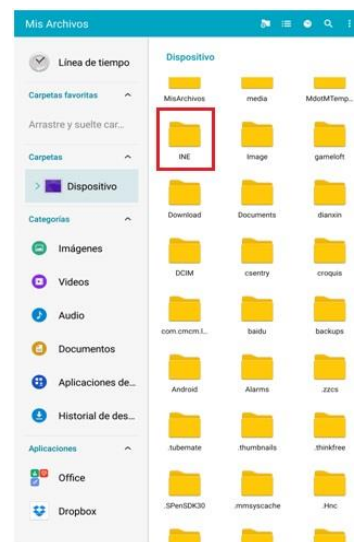 Mis Archivos
Línea de tiempo
Carpetas favoritas
Arrastre y suelte car...
Carpetas
Dispositivo
Categorías
Imágenes
Videos
Audio
Documentos
Aplicaciones de...
Historial de des...
Aplicaciones
Office
Dropbox
Dispositivo
MisArchivos media MdotMTemp...
INE Image gameloft
Download Documents dianxin
DCIM csentry croquis
com.cmcm.l... baidu backups
Android Alarms .zzcs
.tubemate .thumbnails .thinkfree
.SPenSDK30 .mmsyscache .Hnc